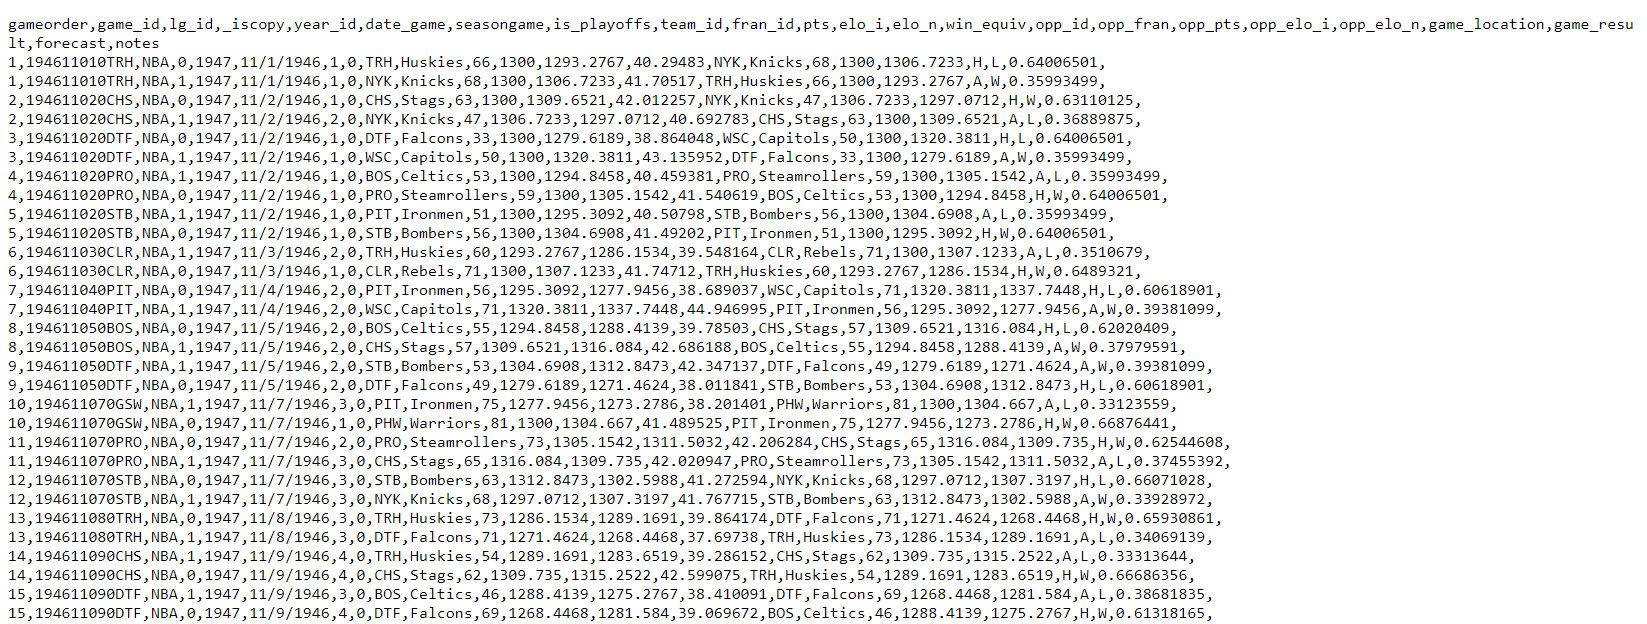 gameorder,game_id,lg_id,_iscopy,year_id,date_game,seasongame,is_playoffs,team_id,fran_id,pts,elo_i,elo_n,win_equiv,opp_id,opp_fran,opp_pts,opp_elo_i,opp_elo_n,game_location,game_resu
lt,forecast,notes
1,194611010TRH,NBA,0,1947,11/1/1946,1,0,TRH,Huskies,66,1300,1293.2767,40.29483,NYK,Knicks,68,1300,1306.7233,H,L,0.64006501,
1,194611010TRH,NBA,1,1947,11/1/1946,1,0,NYK,Knicks,68,1300,1306.7233,41.70517,TRH,Huskies,66,1300,1293.2767,A,W,0.35993499,
2,194611020CHS,NBA,0,1947,11/2/1946,1,0,CHS,Stags,63,1300,1309.6521,42.012257,NYK,Knicks,47,1306.7233,1297.0712,H,W,0.63110125,
2,194611020CHS,NBA,1,1947,11/2/1946,2,0,NYK,Knicks,47,1306.7233,1297.0712,40.692783,CHS,Stags,63,1300,1309.6521,A,L,0.36889875,
3,194611020DTF,NBA,0,1947,11/2/1946,1,0,DTF,Falcons,33,1300,1279.6189,38.864048,WSC,Capitols,50,1300,1320.3811,H,L,0.64006501,
3,194611020DTF,NBA,1,1947,11/2/1946,1,0,WSC,Capitols,50,1300,1320.3811,43.135952,DTF,Falcons,33,1300,1279.6189,A,W,0.35993499,
4,194611020PRO,NBA,1,1947,11/2/1946,1,0,BOS,Celtics,53,1300,1294.8458,40.459381,PRO,Steamrollers,59,1300,1305.1542,A,L,0.35993499,
4,194611020PRO,NBA,0,1947,11/2/1946,1,0,PRO,Steamrollers,59,1300,1305.1542,41.540619,BOS,Celtics,53,1300,1294.8458,H,W,0.64006501,
5,194611020STB,NBA,1,1947,11/2/1946,1,0,PIT,Ironmen,51,1300,1295.3092,40.50798,STB,Bombers,56,1300,1304.6908,A,L,0.35993499,
5,194611020STB,NBA,0,1947,11/2/1946,1,0,STB,Bombers,56,1300,1304.6908,41.49202,PIT,Ironmen,51,1300,1295.3092,H,W,0.64006501,
6,194611030CLR,NBA,1,1947,11/3/1946,2,0,TRH,Huskies,60,1293.2767,1286.1534,39.548164,CLR,Rebels,71,1300,1307.1233,A,L,0.3510679,
6,194611030CLR,NBA,0,1947,11/3/1946,1,0,CLR,Rebels,71,1300,1307.1233,41.74712,TRH,Huskies,60,1293.2767,1286.1534,H,W,0.6489321,
7,194611040PIT,NBA,0,1947,11/4/1946,2,0,PIT,Ironmen,56,1295.3092,1277.9456,38.689037,WSC,Capitols,71,1320.3811,1337.7448,H,L,0.60618901,
7,194611040PIT,NBA,1,1947,11/4/1946,2,0,WSC,Capitols,71,1320.3811,1337.7448,44.946995,PIT,Ironmen,56,1295.3092,1277.9456,A,W,0.39381099,
8,194611050BOS,NBA,0,1947,11/5/1946,2,0,BOS,Celtics,55,1294.8458,1288.4139,39.78503,CHS,Stags,57,1309.6521,1316.084,H,L,0.62020409,
8,194611050BOS,NBA,1,1947,11/5/1946,2,0,CHS,Stags,57,1309.6521,1316.084,42.686188,BOS,Celtics,55,1294.8458,1288.4139,A,W,0.37979591,
9,194611050DTF,NBA,1,1947,11/5/1946,2,0,STB,Bombers,53,1304.6908,1312.8473,42.347137,DTF,Falcons,49,1279.6189,1271.4624,A,W,0.39381099,
9,194611050DTF,NBA,0,1947,11/5/1946,2,0,DTF,Falcons,49,1279.6189,1271.4624,38.011841,STB,Bombers,53,1304.6908,1312.8473,H,L,0.60618901,
10,194611070GSW,NBA,1,1947,11/7/1946,3,0,PIT,Ironmen,75,1277.9456,1273.2786,38.201401,PHW,Warriors,81,1300,1304.667,A,L,0.33123559,
10,194611070GSW,NBA,0,1947,11/7/1946,1,0,PHW,Warriors,81,1300,1304.667,41.489525,PIT,Ironmen,75,1277.9456,1273.2786,H,W,0.66876441,
11,194611070PRO,NBA,0,1947,11/7/1946,2,0,PRO,Steamrollers,73,1305.1542,1311.5032,42.206284,CHS,Stags,65,1316.084,1309.735,H,W,0.62544608,
11,194611070PRO,NBA,1,1947,11/7/1946,3,0,CHS,Stags,65,1316.084,1309.735,42.020947,PRO,Steamrollers,73,1305.1542,1311.5032,A,L,0.37455392,
12,194611070STB,NBA,0,1947,11/7/1946,3,0,STB,Bombers,63,1312.8473,1302.5988,41.272594,NYK,Knicks,68,1297.0712,1307.3197,H,L,0.66071028,
12,194611070STB,NBA,1,1947,11/7/1946,3,0,NYK,Knicks,68,1297.0712,1307.3197,41.767715,STB,Bombers,63,1312.8473,1302.5988,A,W,0.33928972,
13,194611080TRH,NBA,0,1947,11/8/1946,3,0,TRH,Huskies,73,1286.1534,1289.1691,39.864174,DTF,Falcons,71,1271.4624,1268.4468,H,W,0.65930861,
13,194611080TRH,NBA,1,1947,11/8/1946,3,0,DTF,Falcons,71,1271.4624,1268.4468,37.69738,TRH,Huskies,73,1286.1534,1289.1691,A,L,0.34069139,
14,194611090CHS,NBA,1,1947,11/9/1946,4,0,TRH,Huskies,54,1289.1691,1283.6519,39.286152,CHS,Stags,62,1309.735,1315.2522,A,L,0.33313644,
14,194611090CHS,NBA,0,1947,11/9/1946,4,0,CHS,Stags,62,1309.735,1315.2522,42.599075,TRH,Huskies,54,1289.1691,1283.6519,H,W,0.66686356,
15,194611090DTF,NBA,1,1947,11/9/1946,3,0,BOS,Celtics,46,1288.4139,1275.2767,38.410091,DTF,Falcons,69,1268.4468,1281.584,A,L,0.38681835,
15,194611090DTF,NBA,0,1947,11/9/1946,4,0,DTF,Falcons,69,1268.4468,1281.584,39.069672,BOS,Celtics,46,1288.4139,1275.2767,H,W,0.61318165,